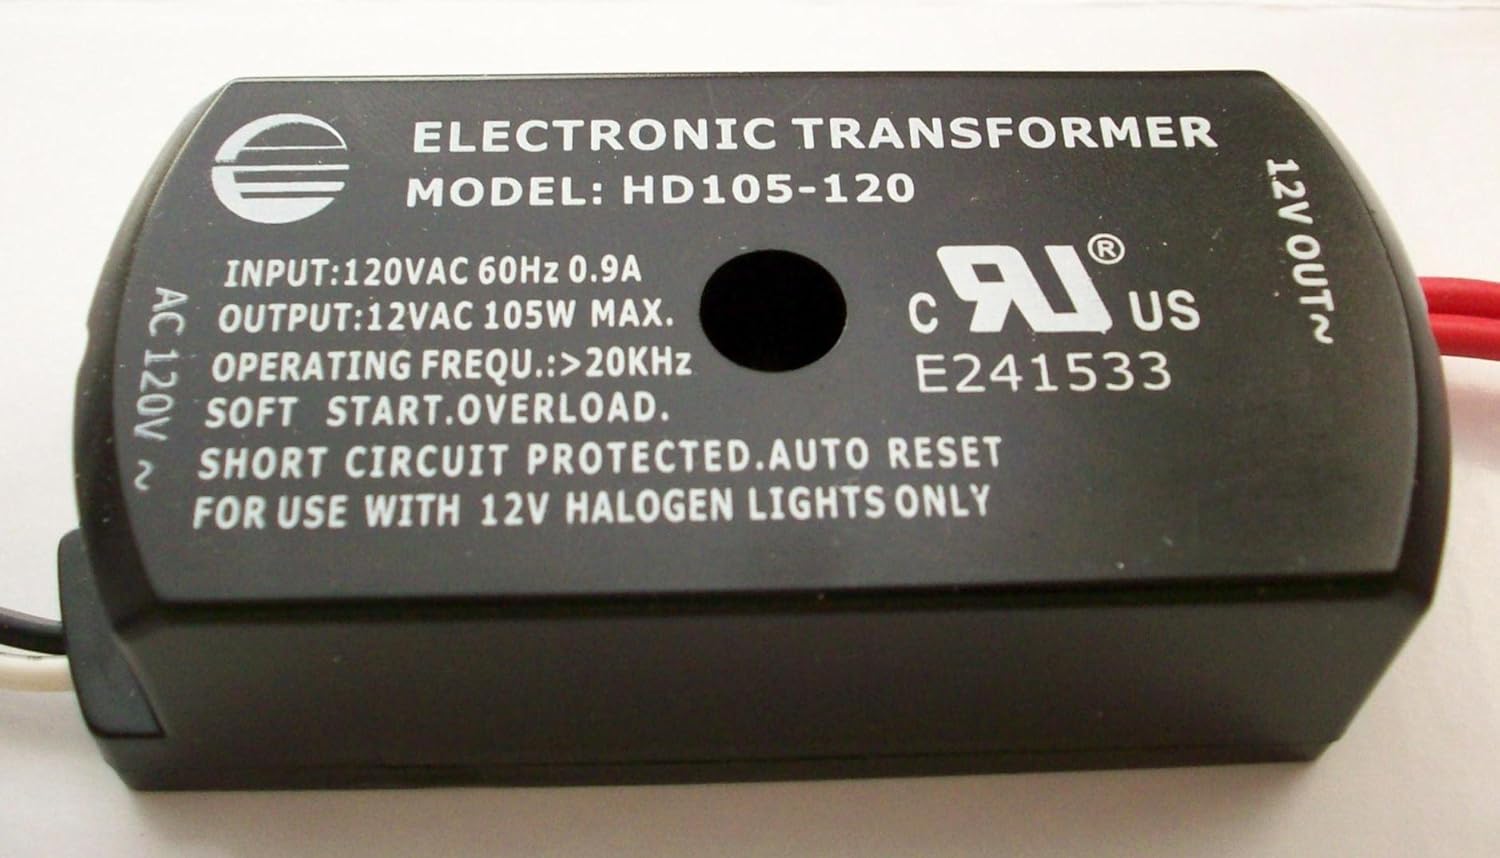 ELECTRONIC TRANSFORMER
MODEL: HD105-120
INPUT:120VAC 60Hz 0.9A
OUTPUT:12VAC 105W MAX.
OPERATING FREQU.:>20KHz
SOFT START.OVERLOAD.
SHORT CIRCUIT PROTECTED.AUTO RESET
FOR USE WITH 12V HALOGEN LIGHTS ONLY
AC 120V ~
C RU® US
E241533
12V OUT ~